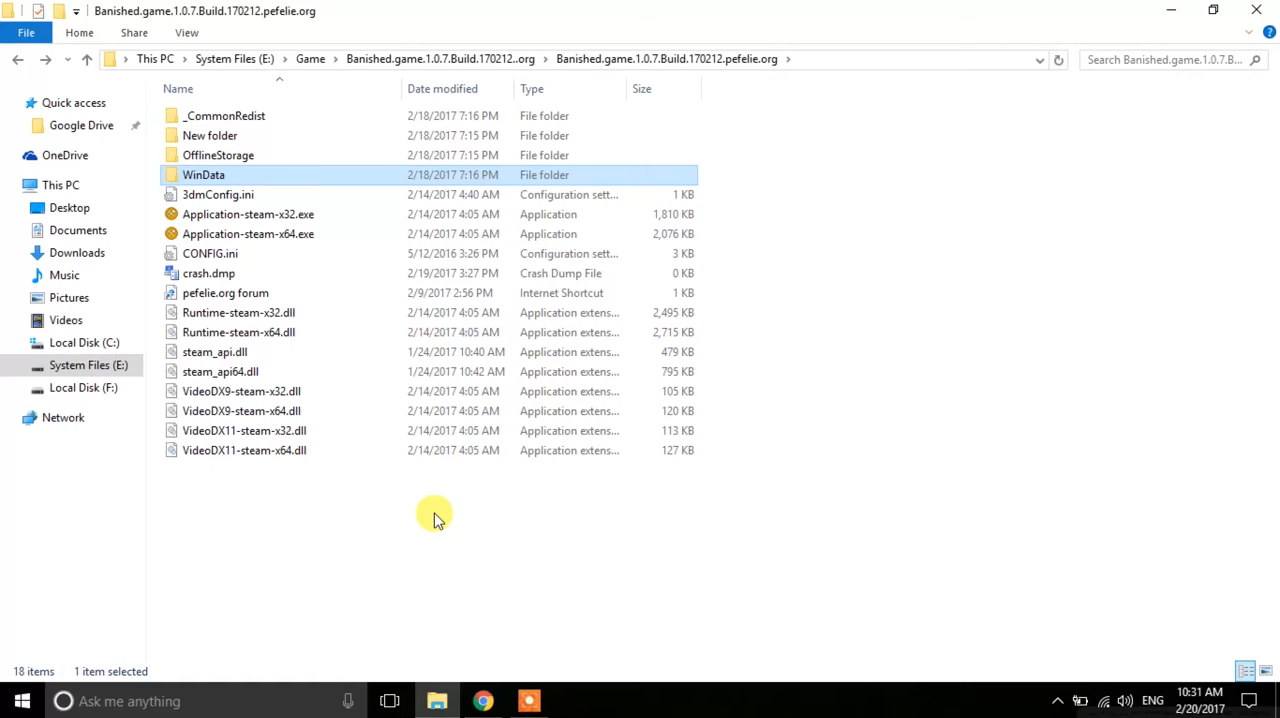 Banished.game.1.0.7.Build.170212.pefelie.org
File Home Share View
This PC System Files (E:) Game Banished.game.1.0.7.Build.170212..org Banished.game.1.0.7.Build.170212.pefelie.org Search Banished.game.1.0.7.B...
Name Date modified Type Size
Quick access
Google Drive
OneDrive
This PC
Desktop
Documents
Downloads
Music
Pictures
Videos
Local Disk (C:)
System Files (E:)
Local Disk (F:)
Network
_CommonRedist 2/18/2017 7:16 PM File folder
New folder 2/18/2017 7:15 PM File folder
OfflineStorage 2/18/2017 7:15 PM File folder
WinData 2/18/2017 7:16 PM File folder
3dmConfig.ini 2/14/2017 4:40 AM Configuration sett... 1 KB
Application-steam-x32.exe 2/14/2017 4:05 AM Application 1,810 KB
Application-steam-x64.exe 2/14/2017 4:05 AM Application 2,076 KB
CONFIG.ini 5/12/2016 3:26 PM Configuration sett... 3 KB
crash.dmp 2/19/2017 3:27 PM Crash Dump File 0 KB
pefelie.org forum 2/9/2017 2:56 PM Internet Shortcut 1 KB
Runtime-steam-x32.dll 2/14/2017 4:05 AM Application extens... 2,495 KB
Runtime-steam-x64.dll 2/14/2017 4:05 AM Application extens... 2,715 KB
steam_api.dll 1/24/2017 10:40 AM Application extens... 479 KB
steam_api64.dll 1/24/2017 10:42 AM Application extens... 795 KB
VideoDX9-steam-x32.dll 2/14/2017 4:05 AM Application extens... 105 KB
VideoDX9-steam-x64.dll 2/14/2017 4:05 AM Application extens... 120 KB
VideoDX11-steam-x32.dll 2/14/2017 4:05 AM Application extens... 113 KB
VideoDX11-steam-x64.dll 2/14/2017 4:05 AM Application extens... 127 KB
18 items 1 item selected
Ask me anything
ENG
10:31 AM
2/20/2017